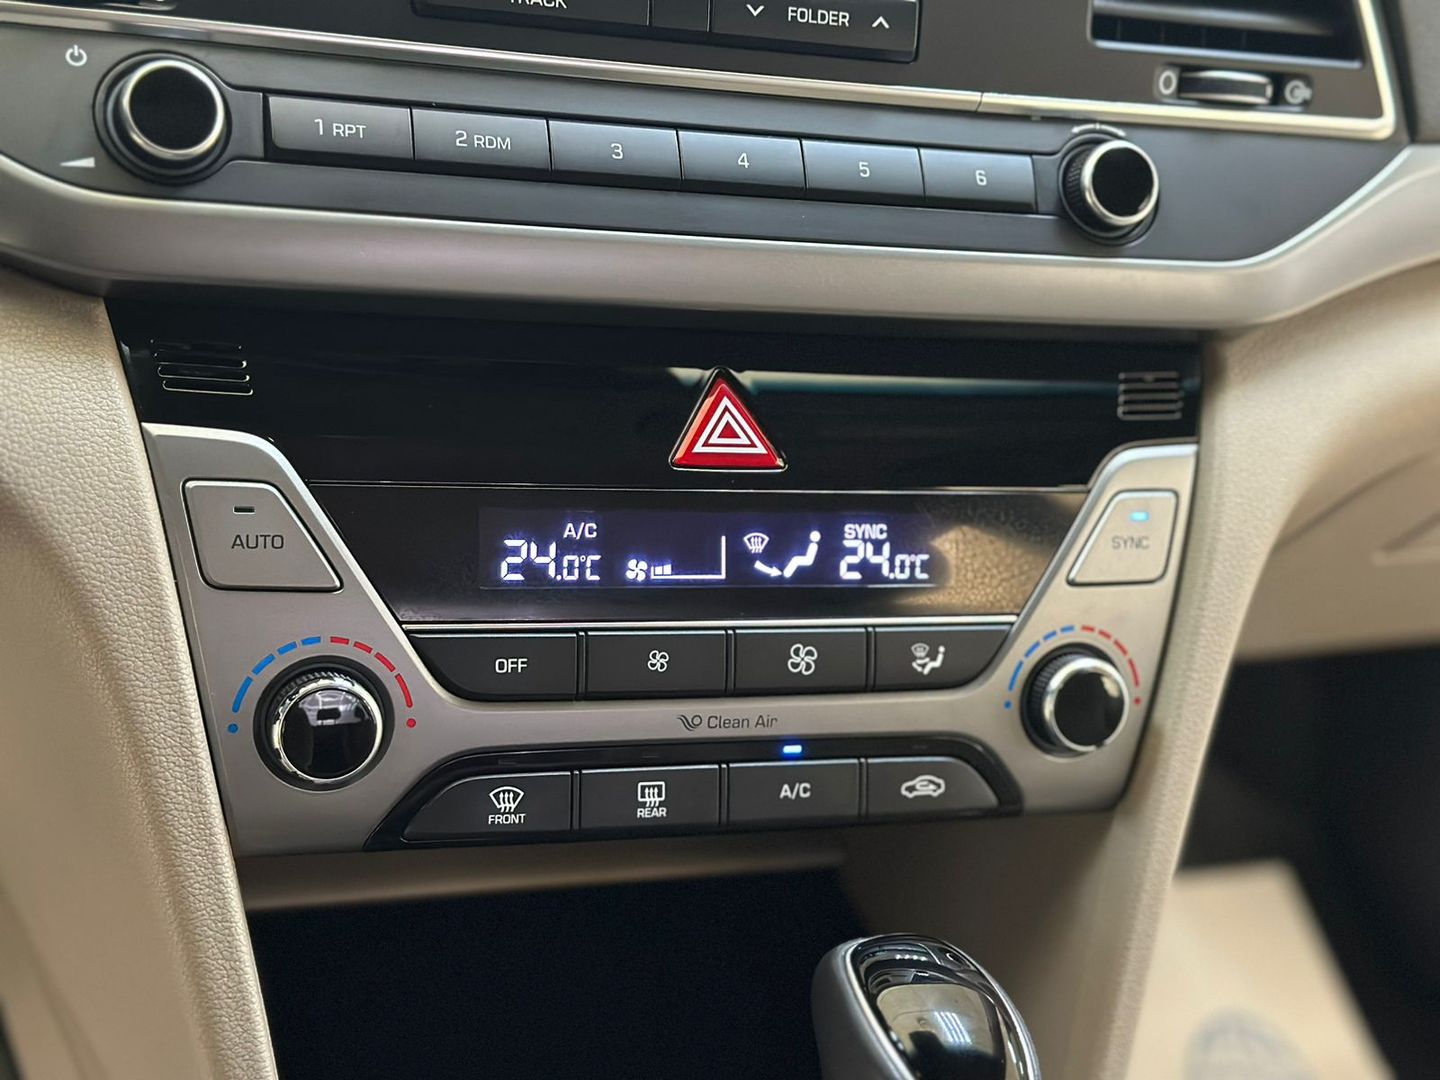 TRACK
FOLDER
1 RPT
2 RDM
3
4
5
6
AUTO
A/C
24.0°C
SYNC
24.0°C
SYNC
OFF
Clean Air
FRONT
REAR
A/C